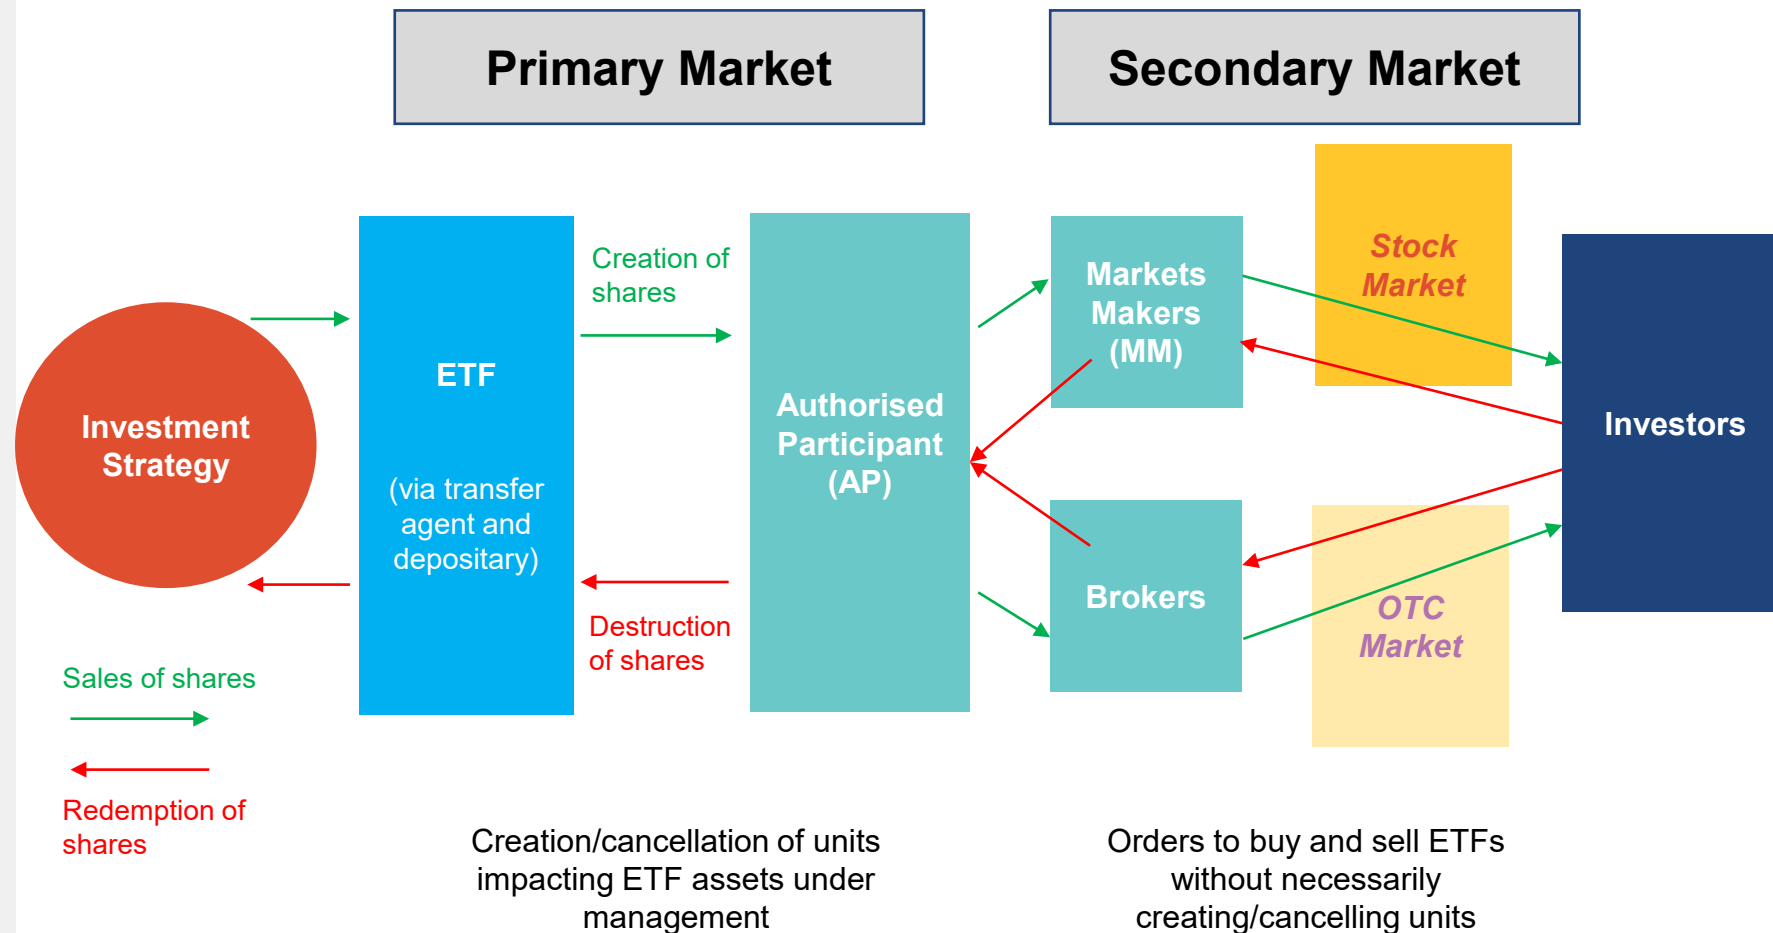 Primary Market
Secondary Market
Investment
Strategy
ETF
(via transfer
agent and
depositary)
Creation of
shares
Destruction
of shares
Authorised
Participant
(AP)
Markets
Makers
(MM)
Brokers
Stock
Market
OTC
Market
Investors
Sales of shares
Redemption of
shares
Creation/cancellation of units
impacting ETF assets under
management
Orders to buy and sell ETFs
without necessarily
creating/cancelling units